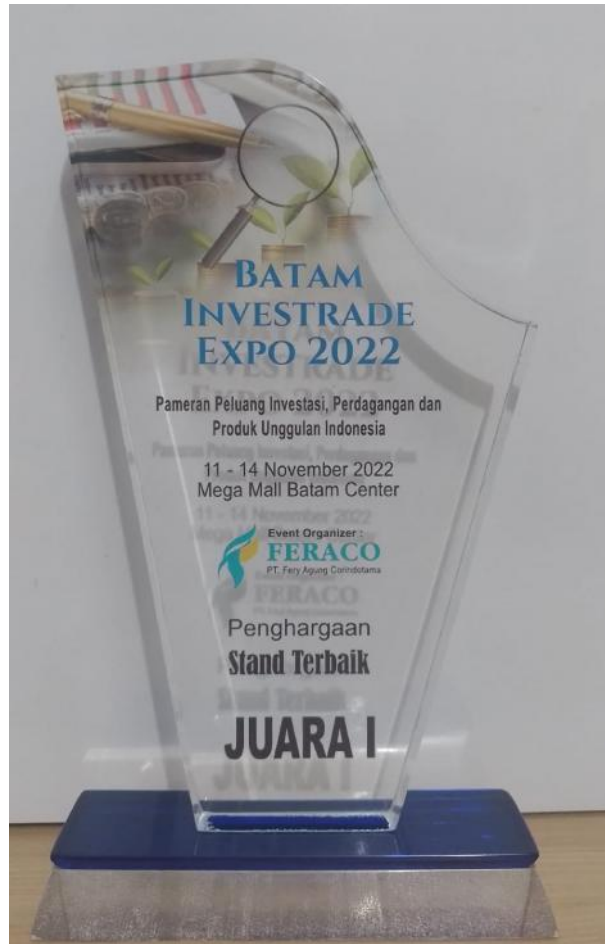 BATAM
INVESTRADE
EXPO 2022
Pameran Peluang Investasi, Perdagangan dan
Produk Unggulan Indonesia
11 - 14 November 2022
Mega Mall Batam Center
Event Organizer :
FERACO
PT. Fery Agung Corindotama
Penghargaan
Stand Terbaik
JUARA I